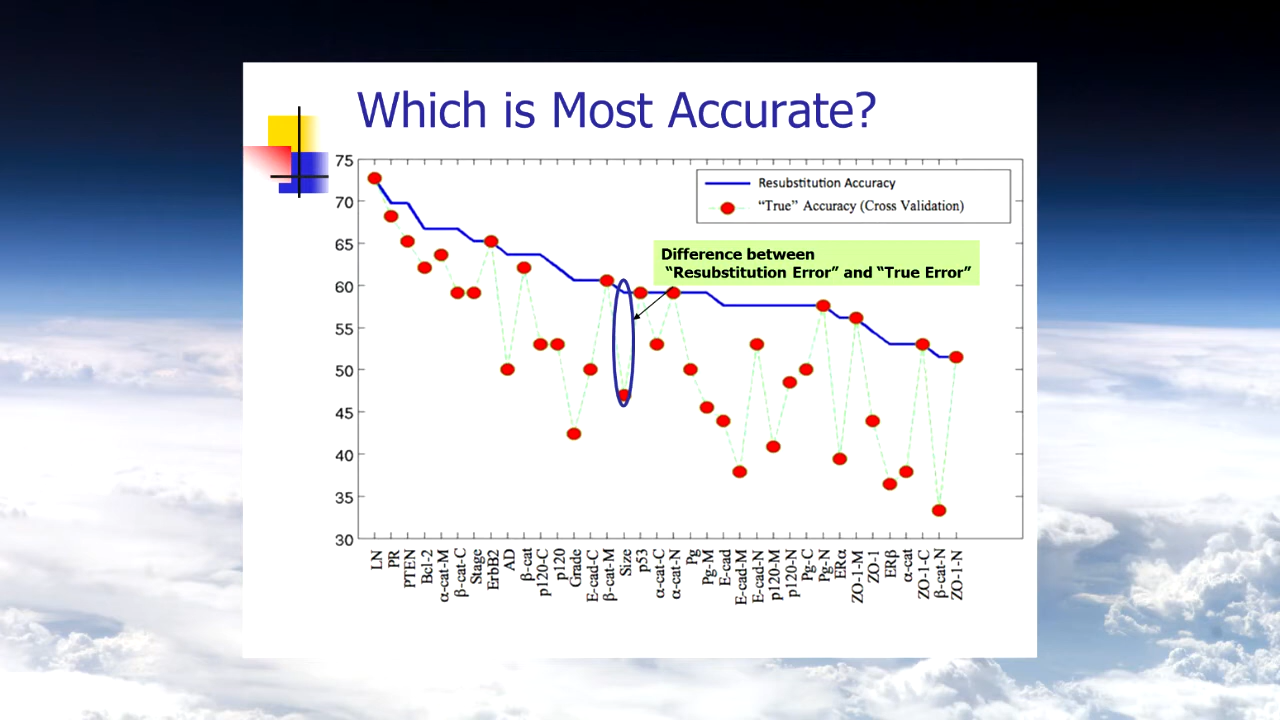 Which is Most Accurate?
75
70
65
60
55
50
45
40
35
30
Resubstitution Accuracy
“True” Accuracy (Cross Validation)
Difference between
“Resubstitution Error” and “True Error”
LN
PR
PTEN
Bcl-2
α-cat-M
β-cat-C
Stage
ErbB2
AD
β-cat
p120-C
p120
Grade
E-cad-C
β-cat-M
Size
p53
α-cat-C
α-cat-N
Pg
Pg-M
E-cad
E-cad-M
E-cad-N
p120-M
p120-N
Pg-C
Pg-N
ERα
ZO-1-M
ZO-1
ERβ
α-cat
ZO-1-C
β-cat-N
ZO-1-N